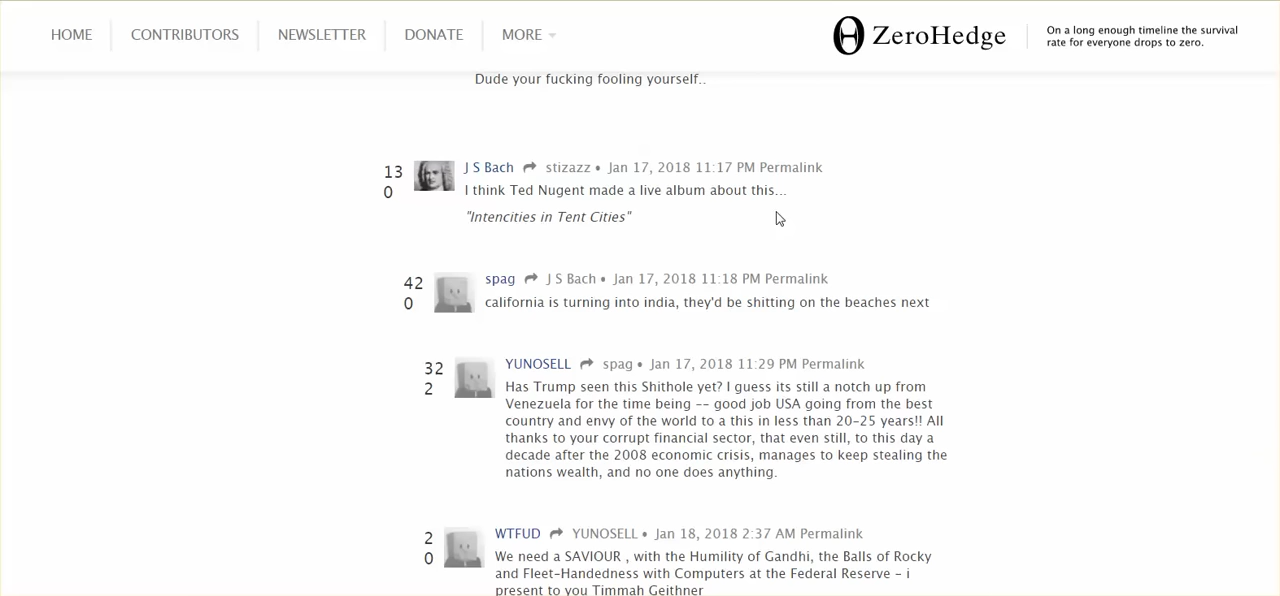 HOME CONTRIBUTORS NEWSLETTER DONATE MORE
ZeroHedge
On a long enough timeline the survival
rate for everyone drops to zero.
Dude your fucking fooling yourself..
13
0
J S Bach stizazz • Jan 17, 2018 11:17 PM Permalink
I think Ted Nugent made a live album about this...
"Intencities in Tent Cities"
42
0
spag J S Bach • Jan 17, 2018 11:18 PM Permalink
california is turning into india, they'd be shitting on the beaches next
32
2
YUNOSELL spag • Jan 17, 2018 11:29 PM Permalink
Has Trump seen this Shithole yet? I guess its still a notch up from
Venezuela for the time being -- good job USA going from the best
country and envy of the world to a this in less than 20-25 years!! All
thanks to your corrupt financial sector, that even still, to this day a
decade after the 2008 economic crisis, manages to keep stealing the
nations wealth, and no one does anything.
2
0
WTFUD YUNOSELL • Jan 18, 2018 2:37 AM Permalink
We need a SAVIOUR , with the Humility of Gandhi, the Balls of Rocky
and Fleet-Handedness with Computers at the Federal Reserve - i
present to you Timmah Geithner